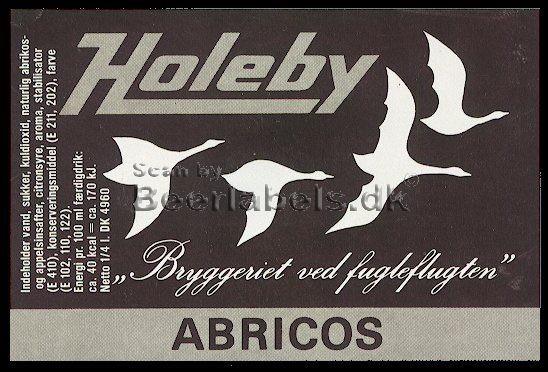 Holeby
Indeholder vand, sukker, kuldioxid, naturlig abrikos-
og appelsinsafter, citronsyre, aroma, stabilisator
(E 410), konserveringsmiddel (E 211, 202), farve
(E 102, 110, 122).
Energi pr. 100 ml færdigdrik:
ca. 40 kcal = ca. 170 kJ.
Netto 1/4 l. DK 4960
Scan by
Beerlabels.dk
©
„Bryggeriet ved fugleflugten”
ABRICOS